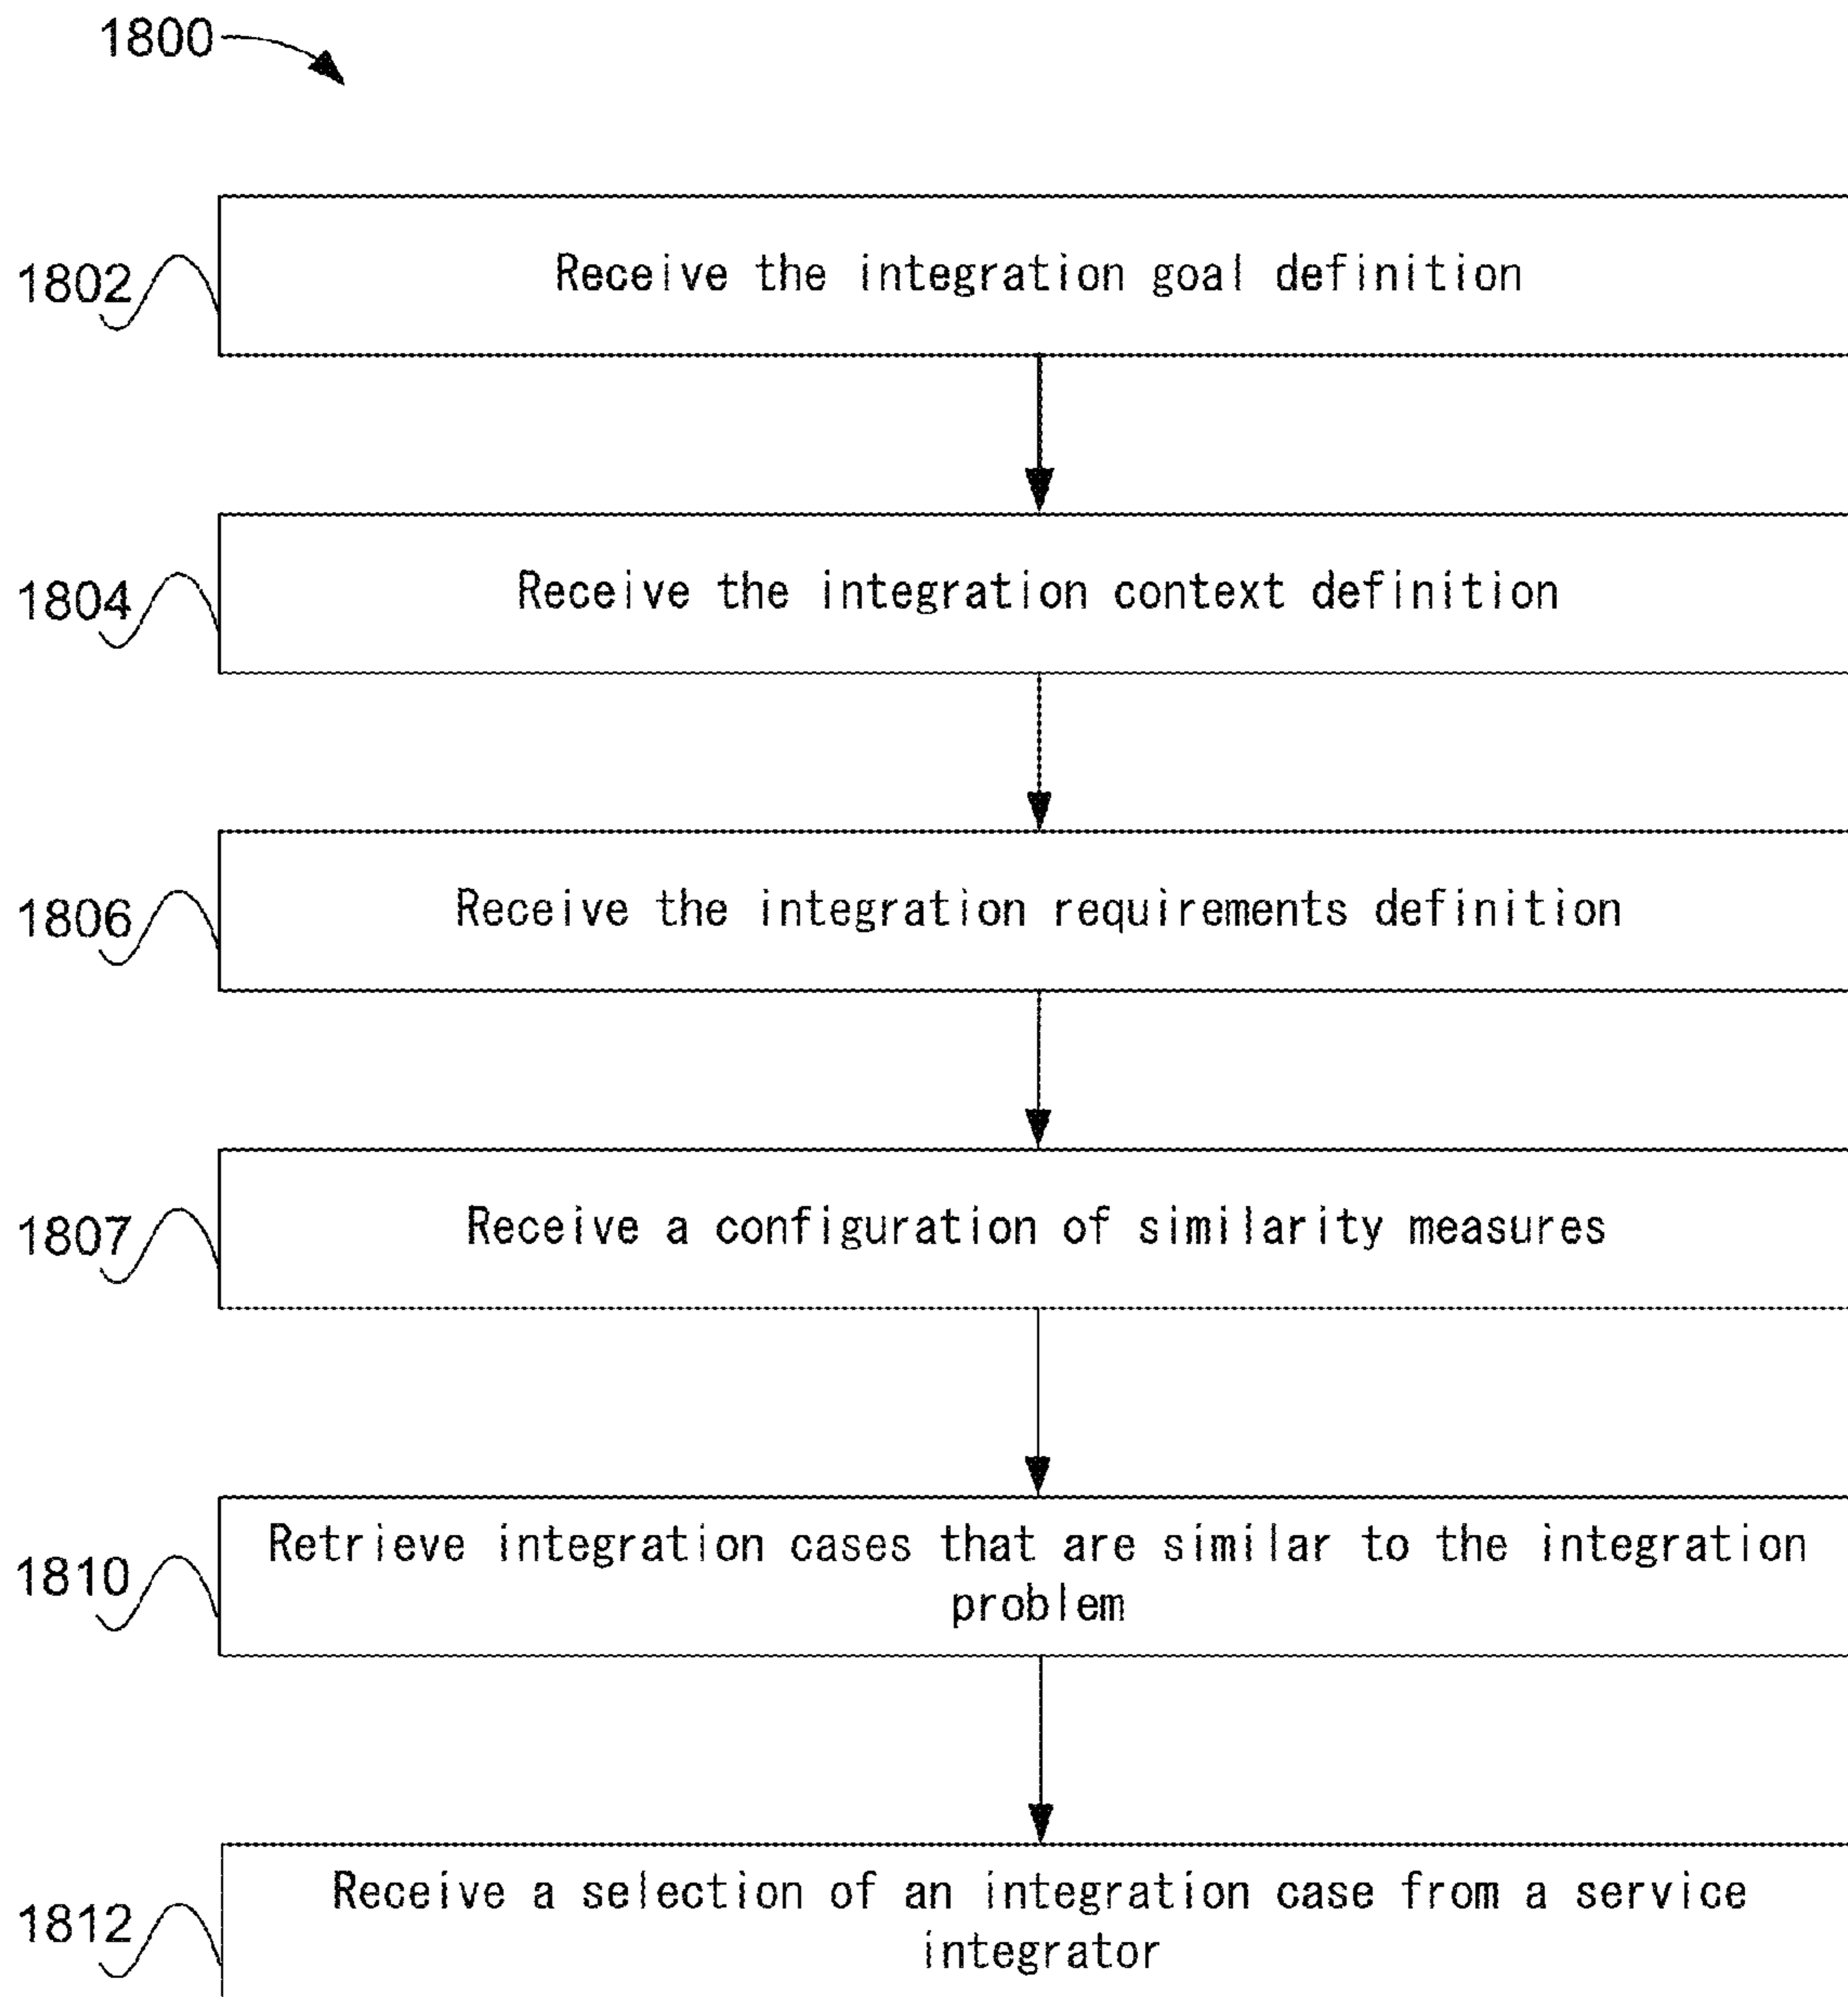 1800
1802
Receive the integration goal definition
1804
Receive the integration context definition
1806
Receive the integration requirements definition
1807
Receive a configuration of similarity measures
1810
Retrieve integration cases that are similar to the integration
problem
1812
Receive a selection of an integration case from a service
integrator